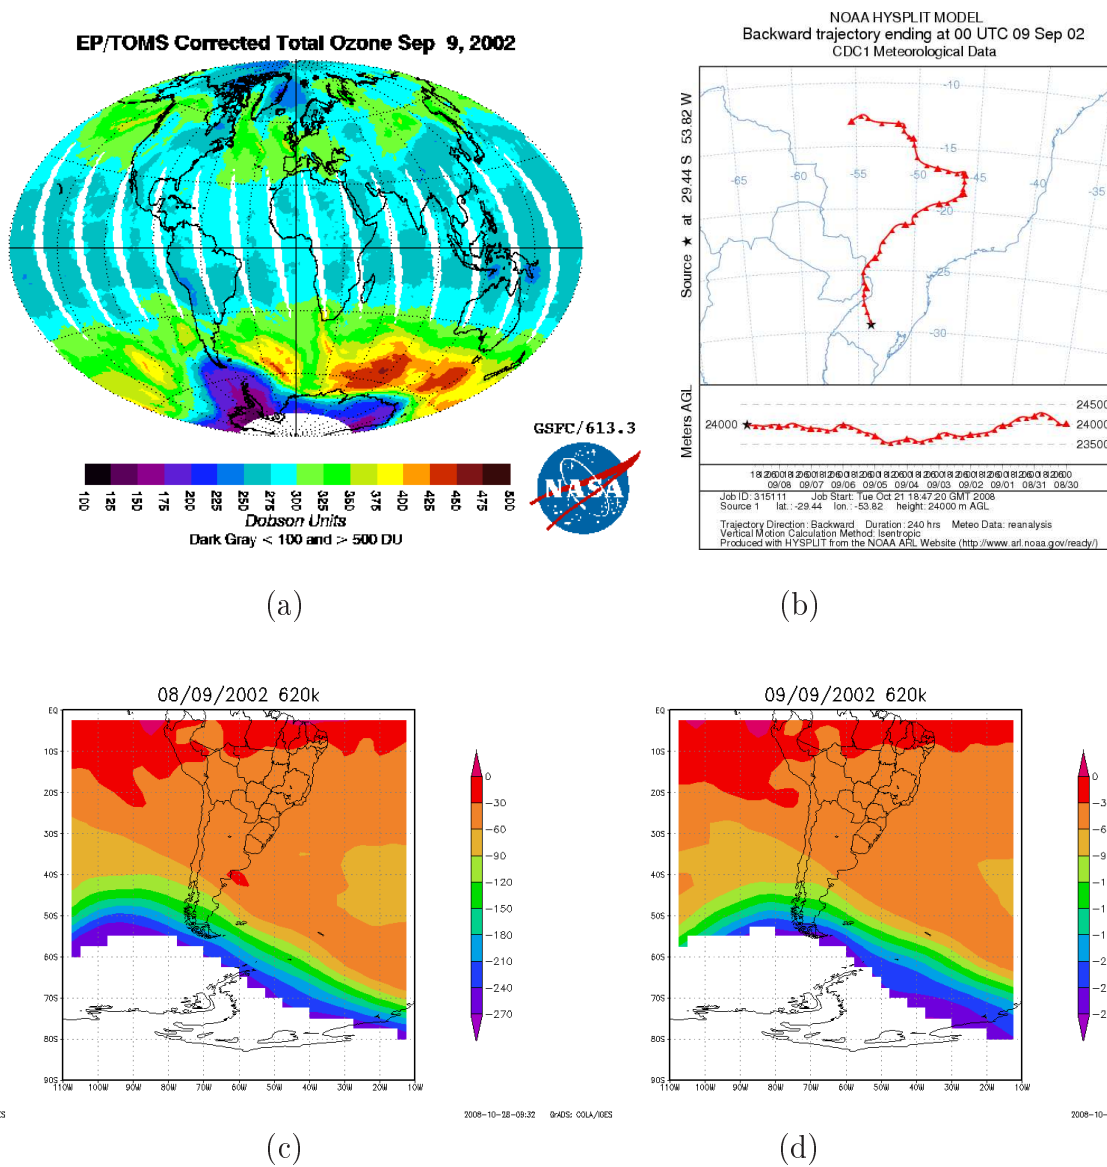 EP/TOMS Corrected Total Ozone Sep 9, 2002
GSFC/613.3
NASA
100 125 150 175 200 225 250 275 300 325 350 375 400 425 450 475 500
Dobson Units
Dark Gray < 100 and > 500 DU
(a)
NOAA HYSPLIT MODEL
Backward trajectory ending at 00 UTC 09 Sep 02
CDC1 Meteorological Data
Source ★ at 29.44 S 53.82 W
-10
-15
-65 -60 -55 -50 -45 -40 -35
-20
-25
-30
Meters AGL
24000
24500
24000
23500
09/08 09/07 09/06 09/05 09/04 09/03 09/02 09/01 08/31 08/30
Job ID: 315111 Job Start: Tue Oct 21 18:47:20 GMT 2008
Source 1 lat.: -29.44 lon.: -53.82 height: 24000 m AGL
Trajectory Direction: Backward Duration: 240 hrs Meteo Data: reanalysis
Vertical Motion Calculation Method: Isentropic
Produced with HYSPLIT from the NOAA ARL Website (http://www.arl.noaa.gov/ready/)
(b)
08/09/2002 620k
EQ
10S
20S
30S
40S
50S
60S
70S
80S
90S
110W 100W 90W 80W 70W 60W 50W 40W 30W 20W 10W
0
-30
-60
-90
-120
-150
-180
-210
-240
-270
2008-10-28-09:32
GrADS: COLA/IGES
(c)
09/09/2002 620k
EQ
10S
20S
30S
40S
50S
60S
70S
80S
90S
110W 100W 90W 80W 70W 60W 50W 40W 30W 20W 10W
0
2008-10-
(d)